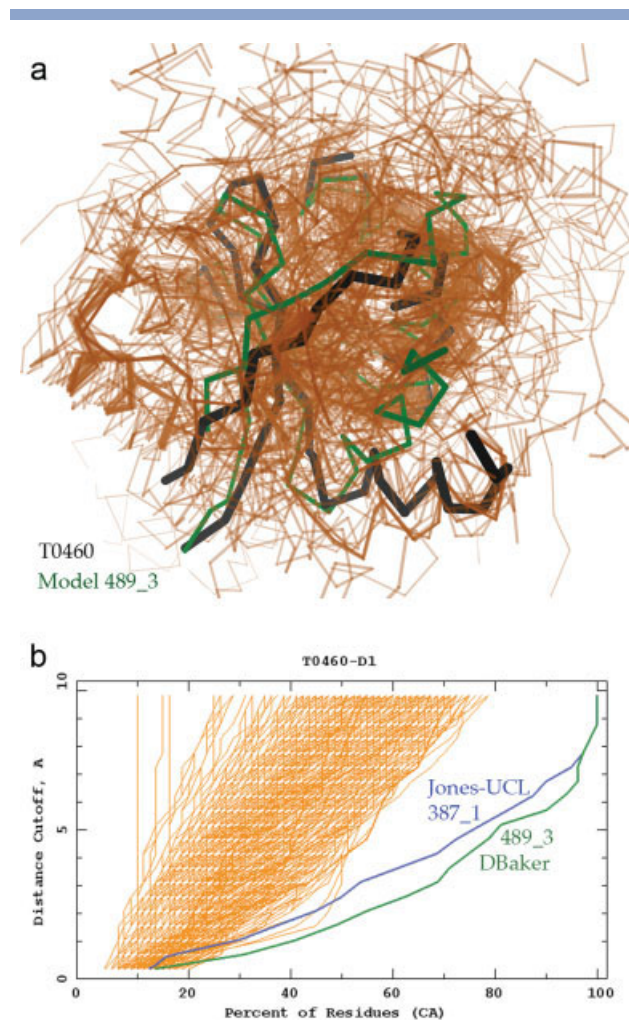 a
T0460
Model 489_3
b
T0460-D1
10
5
0
Distance Cutoff, A
Jones-UCL
387_1
489_3
DBaker
0 20 40 60 80 100
Percent of Residues (CA)